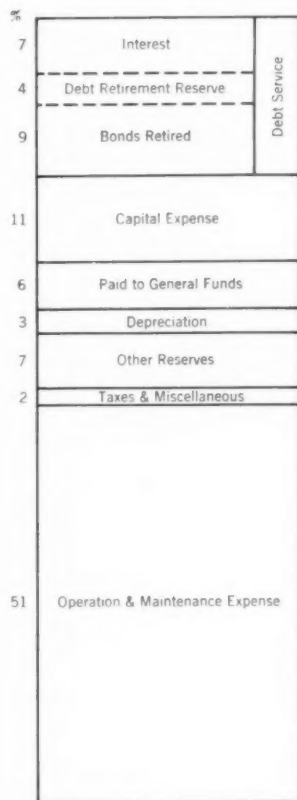 %
7 Interest
4 Debt Retirement Reserve
9 Bonds Retired
Debt Service
11 Capital Expense
6 Paid to General Funds
3 Depreciation
7 Other Reserves
2 Taxes & Miscellaneous
51 Operation & Maintenance Expense